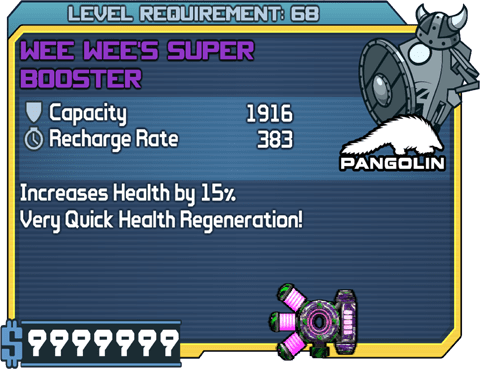 LEVEL REQUIREMENT: 68
WEE WEE'S SUPER
BOOSTER
Capacity 1916
Recharge Rate 383
PANGOLIN
Increases Health by 15%
Very Quick Health Regeneration!
$9999999